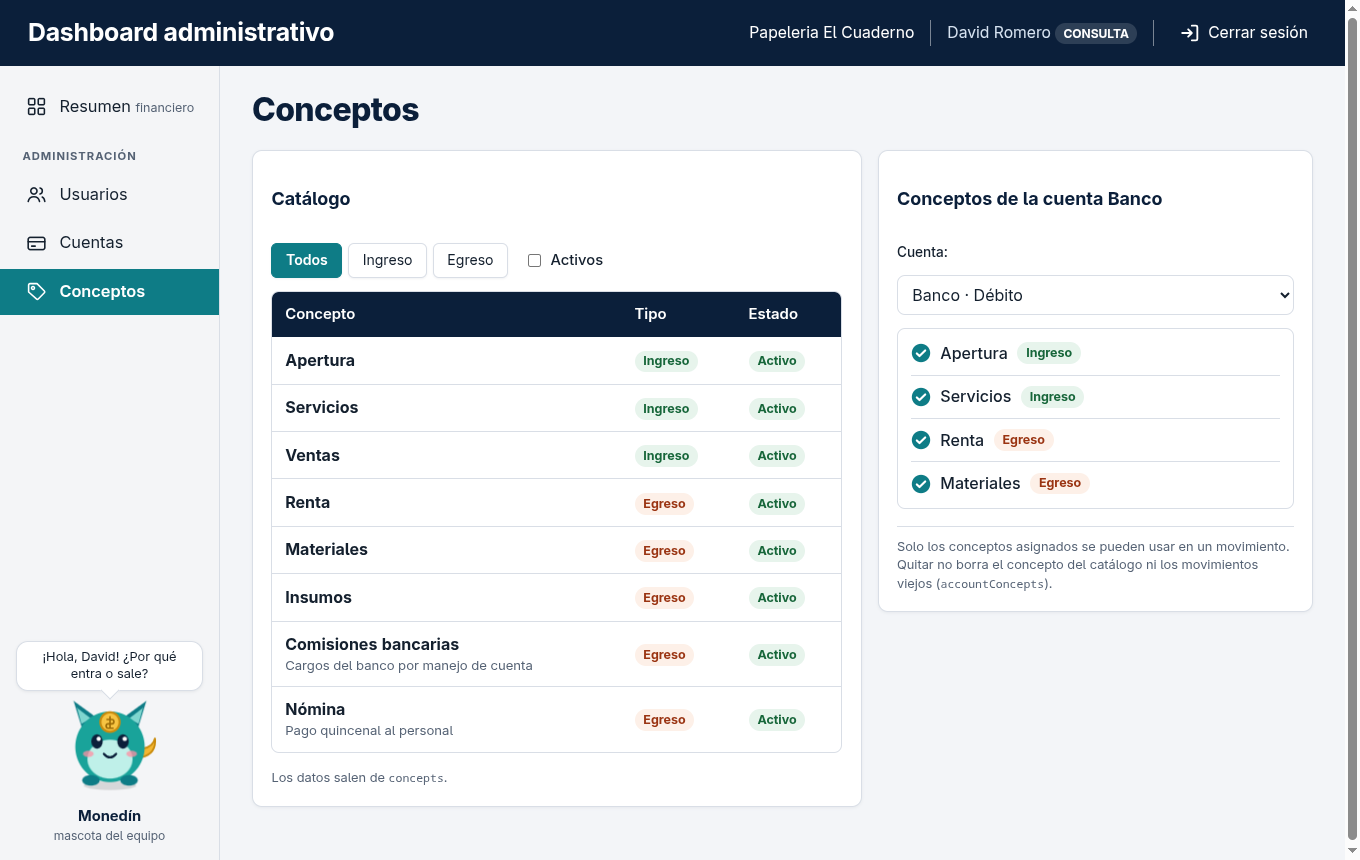 Dashboard administrativo
Papeleria El Cuaderno
David Romero CONSULTA
Cerrar sesión
Resumen financiero
ADMINISTRACIÓN
Usuarios
Cuentas
Conceptos
¡Hola, David! ¿Por qué
entra o sale?
Monedín
mascota del equipo
Conceptos
Catálogo
Todos Ingreso Egreso Activos
Concepto Tipo Estado
Apertura Ingreso Activo
Servicios Ingreso Activo
Ventas Ingreso Activo
Renta Egreso Activo
Materiales Egreso Activo
Insumos Egreso Activo
Comisiones bancarias Egreso Activo
Cargos del banco por manejo de cuenta
Nómina Egreso Activo
Pago quincenal al personal
Los datos salen de concepts.
Conceptos de la cuenta Banco
Cuenta:
Banco · Débito
Apertura Ingreso
Servicios Ingreso
Renta Egreso
Materiales Egreso
Solo los conceptos asignados se pueden usar en un movimiento.
Quitar no borra el concepto del catálogo ni los movimientos
viejos (accountConcepts).